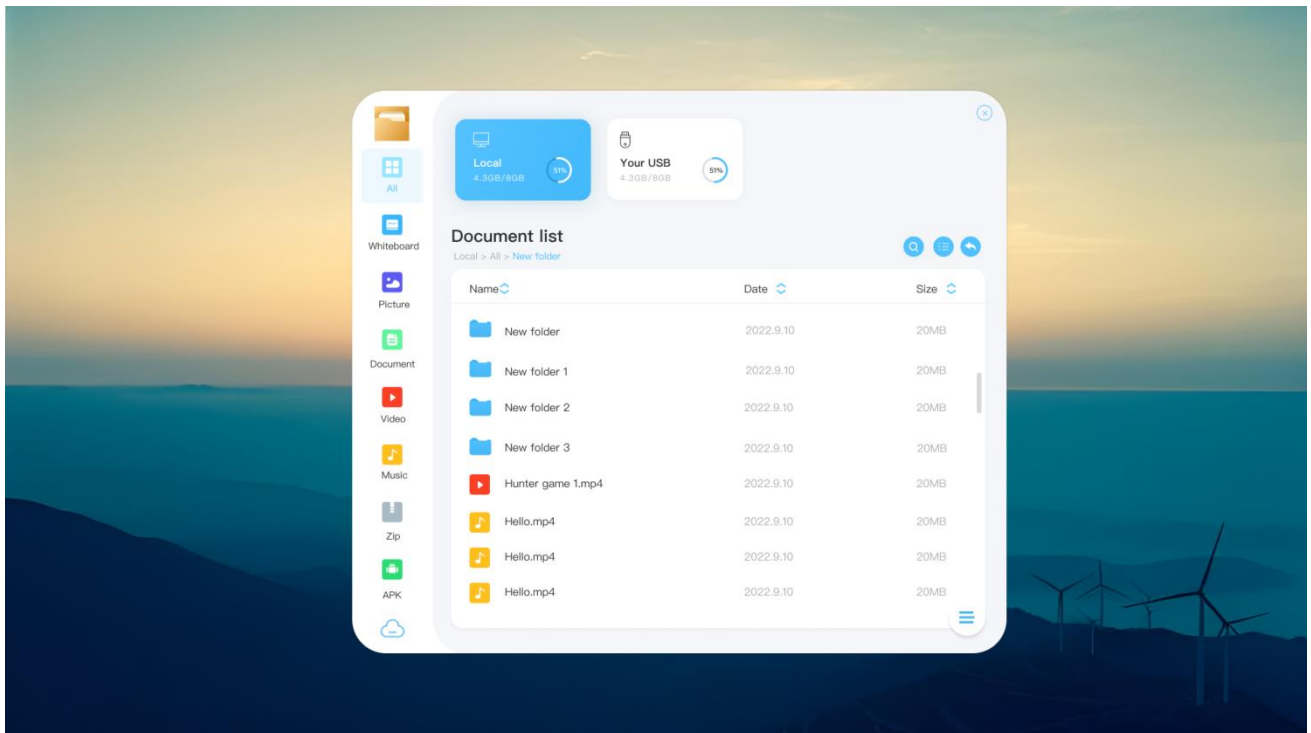 Local
4.3GB/8GB
51%
Your USB
4.3GB/8GB
51%
All
Whiteboard
Picture
Document
Video
Music
Zip
APK
Document list
Local > All > New folder
Name Date Size
New folder 2022.9.10 20MB
New folder 1 2022.9.10 20MB
New folder 2 2022.9.10 20MB
New folder 3 2022.9.10 20MB
Hunter game 1.mp4 2022.9.10 20MB
Hello.mp4 2022.9.10 20MB
Hello.mp4 2022.9.10 20MB
Hello.mp4 2022.9.10 20MB